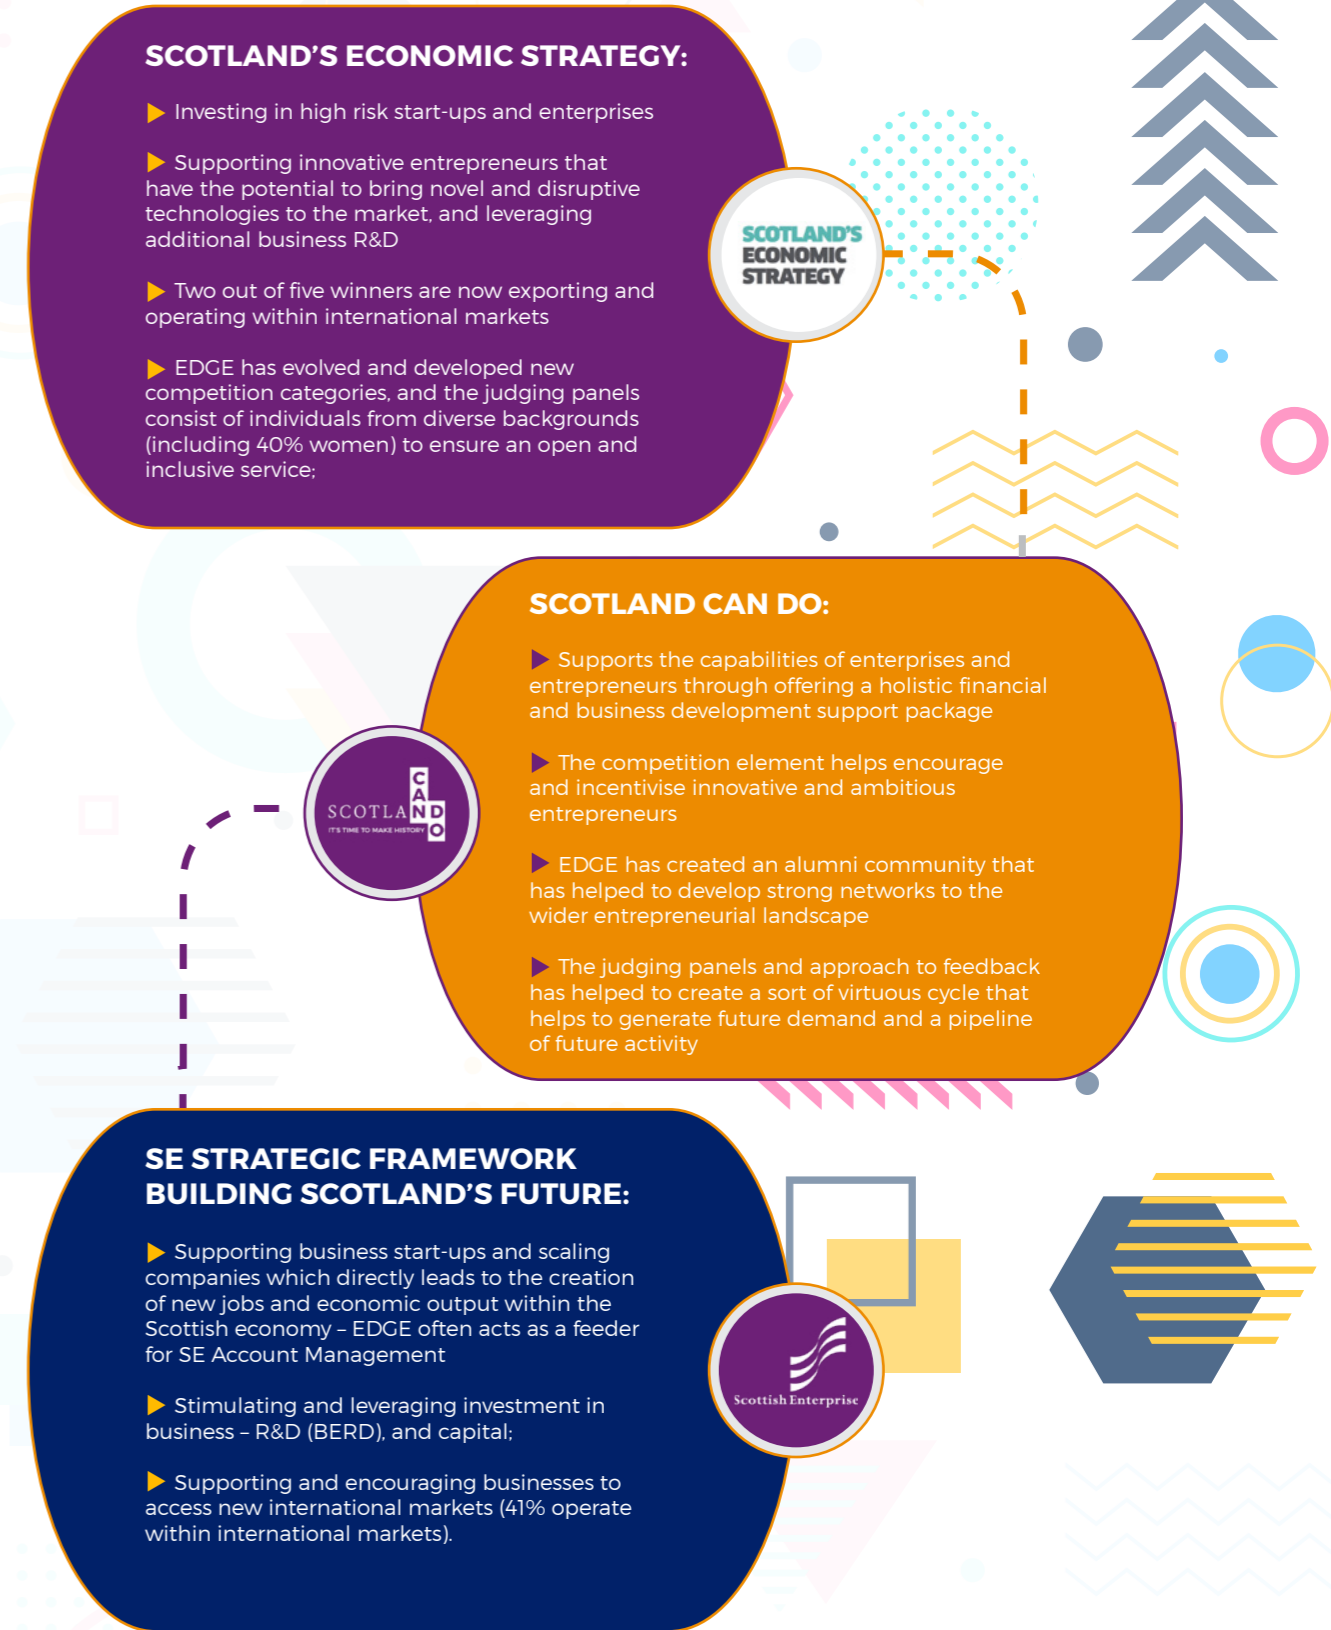 SCOTLAND’S ECONOMIC STRATEGY:
Investing in high risk start-ups and enterprises
Supporting innovative entrepreneurs that
have the potential to bring novel and disruptive
technologies to the market, and leveraging
additional business R&D
Two out of five winners are now exporting and
operating within international markets
EDGE has evolved and developed new
competition categories, and the judging panels
consist of individuals from diverse backgrounds
(including 40% women) to ensure an open and
inclusive service;
SCOTLAND’S
ECONOMIC
STRATEGY
SCOTLAND CAN DO:
Supports the capabilities of enterprises and
entrepreneurs through offering a holistic financial
and business development support package
The competition element helps encourage
and incentivise innovative and ambitious
entrepreneurs
EDGE has created an alumni community that
has helped to develop strong networks to the
wider entrepreneurial landscape
The judging panels and approach to feedback
has helped to create a sort of virtuous cycle that
helps to generate future demand and a pipeline
of future activity
SCOTLAND
CAN DO
IT'S TIME TO MAKE HISTORY
SE STRATEGIC FRAMEWORK
BUILDING SCOTLAND’S FUTURE:
Supporting business start-ups and scaling
companies which directly leads to the creation
of new jobs and economic output within the
Scottish economy – EDGE often acts as a feeder
for SE Account Management
Stimulating and leveraging investment in
business – R&D (BERD), and capital;
Supporting and encouraging businesses to
access new international markets (41% operate
within international markets).
Scottish Enterprise